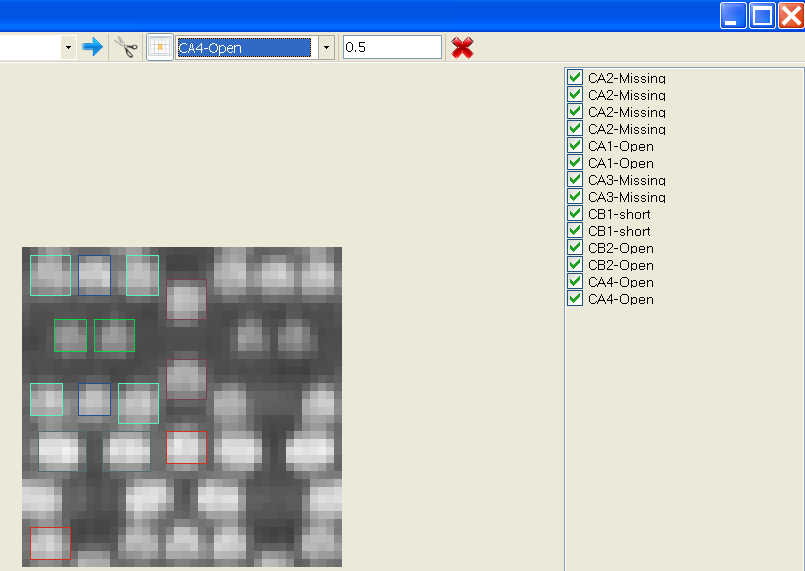 CA4-Open 0.5
CA2-Missing
CA2-Missing
CA2-Missing
CA2-Missing
CA1-Open
CA1-Open
CA3-Missing
CA3-Missing
CB1-short
CB1-short
CB2-Open
CB2-Open
CA4-Open
CA4-Open